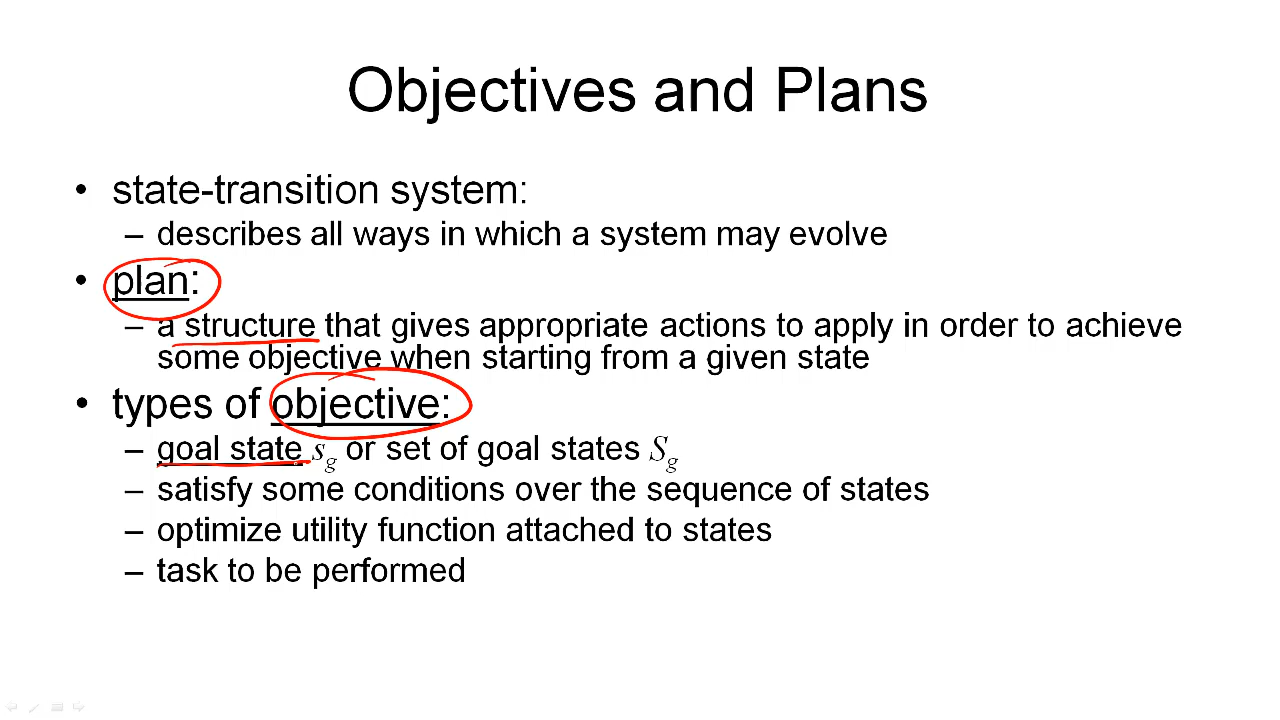 Objectives and Plans
• state-transition system:
– describes all ways in which a system may evolve
• plan:
– a structure that gives appropriate actions to apply in order to achieve
some objective when starting from a given state
• types of objective:
– goal state sg or set of goal states Sg
– satisfy some conditions over the sequence of states
– optimize utility function attached to states
– task to be performed